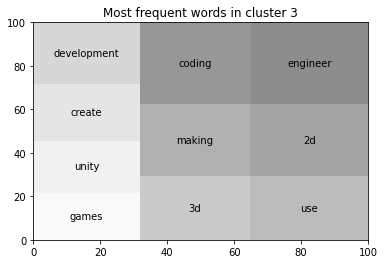 Most frequent words in cluster 3
100
80
60
40
20
0
development
create
unity
games
coding
making
3d
engineer
2d
use
0 20 40 60 80 100